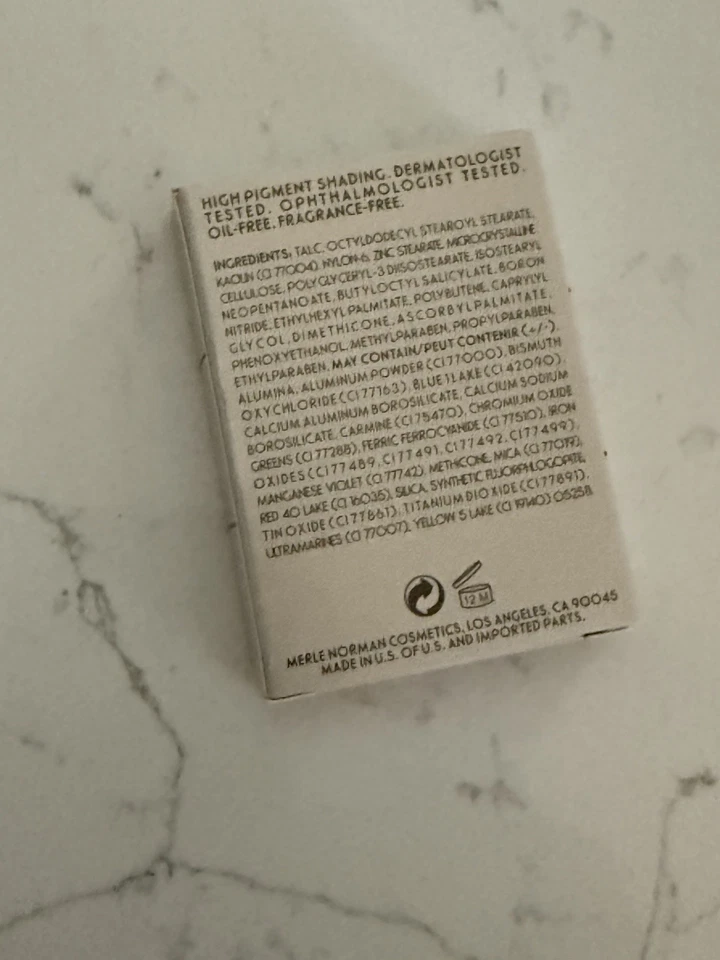 HIGH PIGMENT SHADING. DERMATOLOGIST
TESTED. OPHTHALMOLOGIST TESTED.
OIL-FREE. FRAGRANCE-FREE.
INGREDIENTS: TALC, OCTYLDODECYL STEAROYL STEARATE,
KAOLIN (CI 77004), NYLON-6, ZINC STEARATE, MICROCRYSTALLINE
CELLULOSE, POLYGLYCERYL-3 DIISOSTEARATE, ISOSTEARYL
NEOPENTANOATE, BUTYLOCTYL SALICYLATE, BORON
NITRIDE, ETHYLHEXYL PALMITATE, POLYBUTENE, CAPRYLYL
GLYCOL, DIMETHICONE, ASCORBYL PALMITATE,
PHENOXYETHANOL, METHYLPARABEN, PROPYLPARABEN,
ETHYLPARABEN. MAY CONTAIN/PEUT CONTENIR (+/-).
ALUMINA, ALUMINUM POWDER (CI 77000), BISMUTH
OXYCHLORIDE (CI 77163), BLUE 1 LAKE (CI 42090),
CALCIUM ALUMINUM BOROSILICATE, CALCIUM SODIUM
BOROSILICATE, CARMINE (CI 75470), CHROMIUM OXIDE
GREENS (CI 77288), FERRIC FERROCYANIDE (CI 77510), IRON
OXIDES (CI 77489, CI 77491, CI 77492, CI 77499),
MANGANESE VIOLET (CI 77742), METHICONE, MICA (CI 77019),
RED 40 LAKE (CI 16035), SILICA, SYNTHETIC FLUORPHLOGOPITE,
TIN OXIDE (CI 77861), TITANIUM DIOXIDE (CI 77891),
ULTRAMARINES (CI 77007), YELLOW 5 LAKE (CI 19140) 05258
12 M
MERLE NORMAN COSMETICS, LOS ANGELES, CA 90045
MADE IN U.S. OF U.S. AND IMPORTED PARTS.